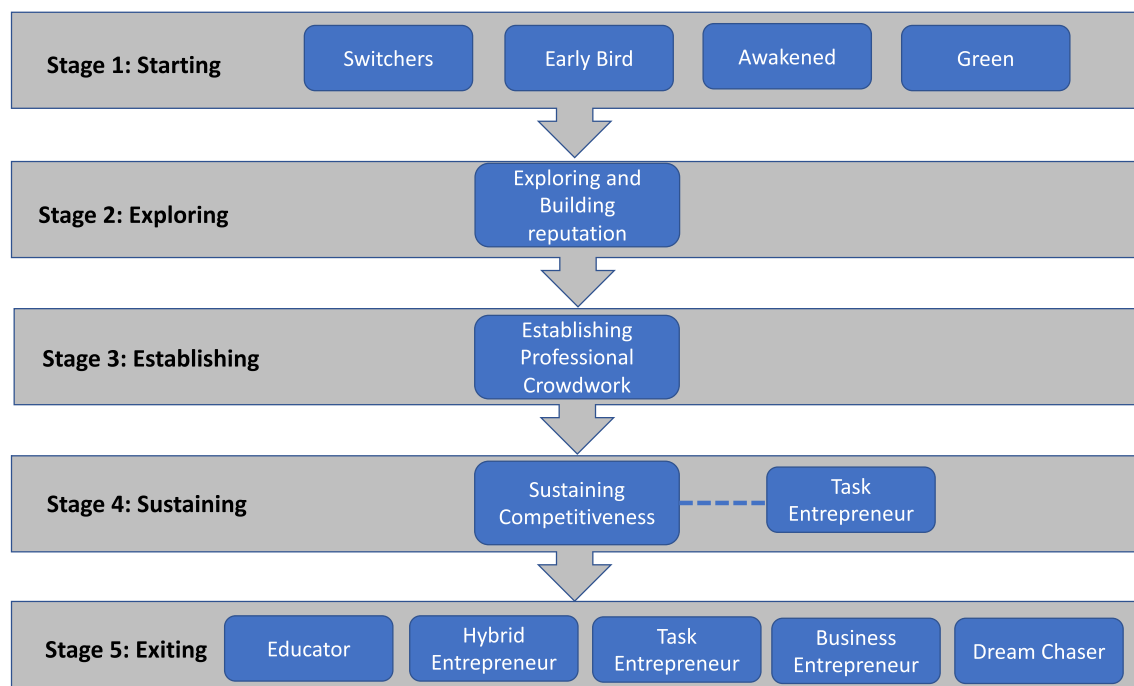 Stage 1: Starting
Switchers
Early Bird
Awakened
Green
Stage 2: Exploring
Exploring and
Building
reputation
Stage 3: Establishing
Establishing
Professional
Crowdwork
Stage 4: Sustaining
Sustaining
Competitiveness
Task
Entrepreneur
Stage 5: Exiting
Educator
Hybrid
Entrepreneur
Task
Entrepreneur
Business
Entrepreneur
Dream Chaser